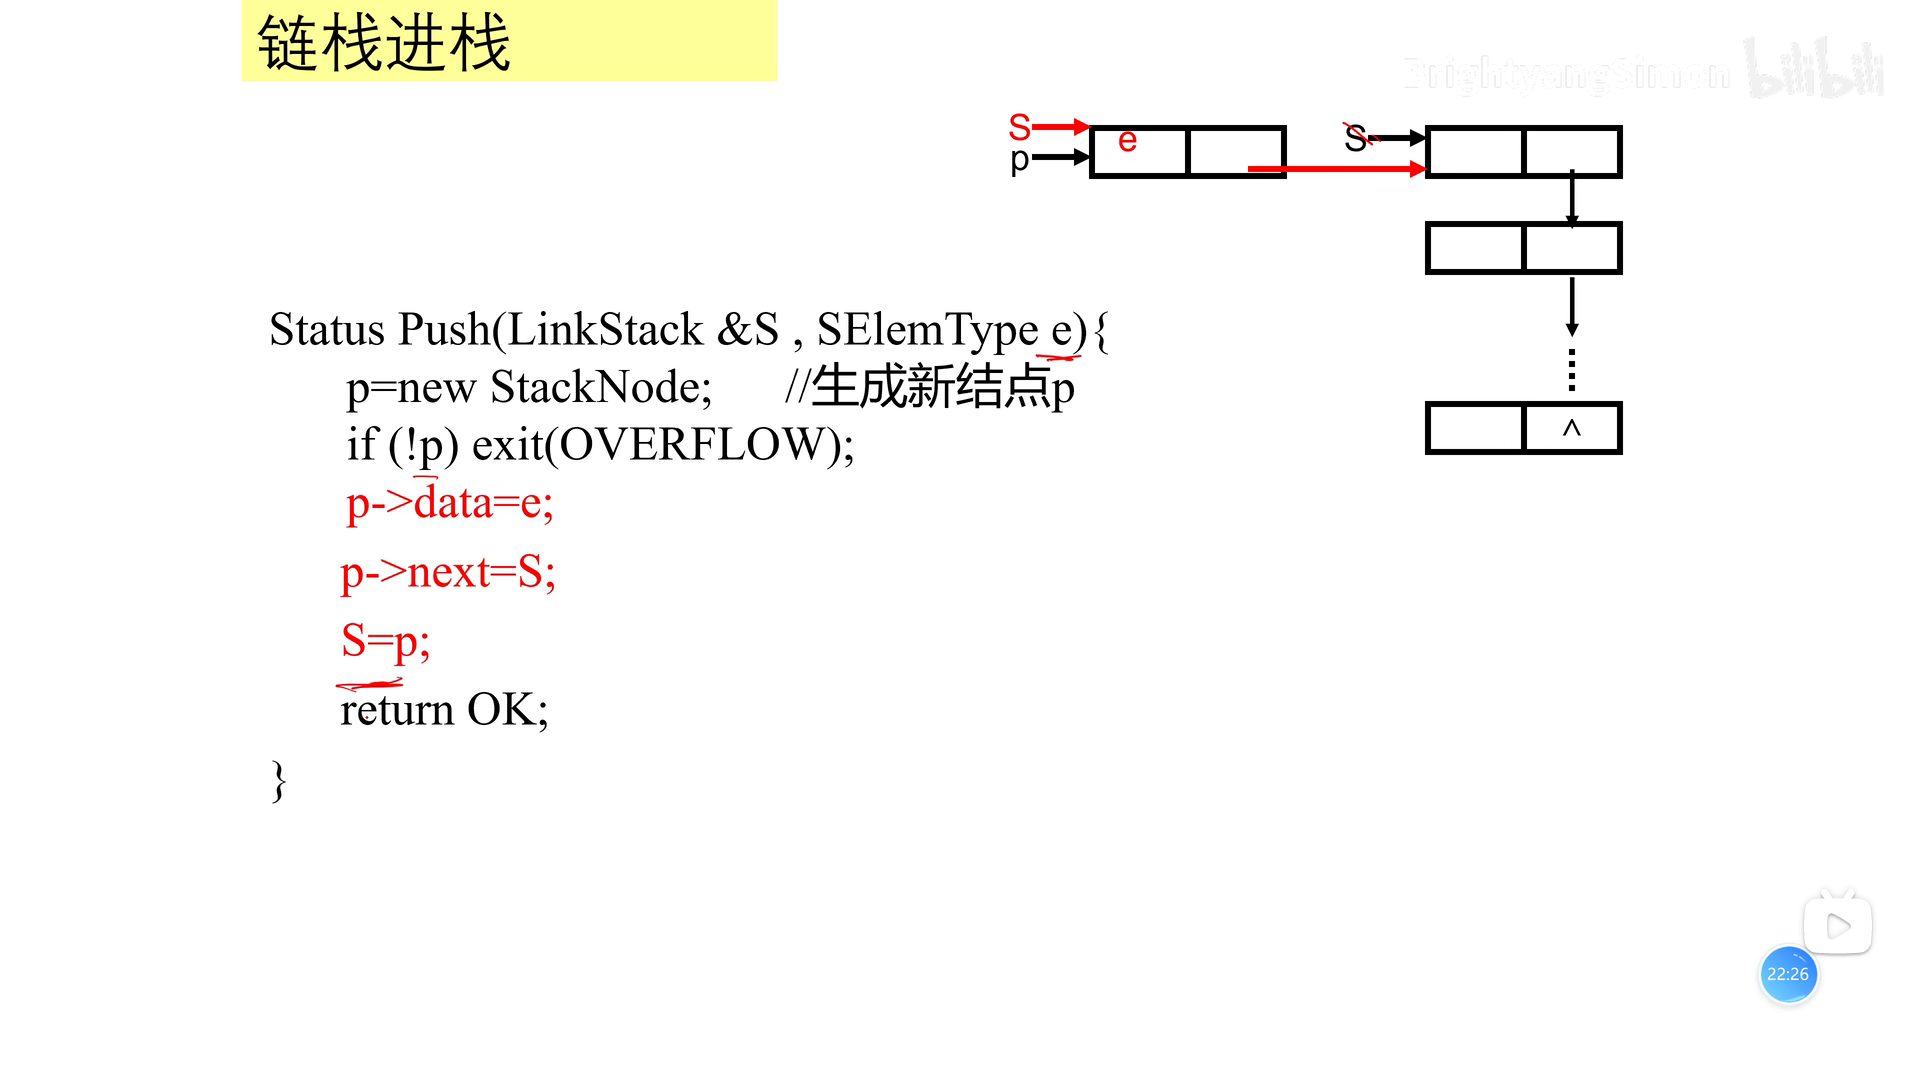 链栈进栈
BrightyangSimon bilibili
S
p
e
S
^
Status Push(LinkStack &S , SElemType e){
p=new StackNode; //生成新结点p
if (!p) exit(OVERFLOW);
p->data=e;
p->next=S;
S=p;
return OK;
}
22:26